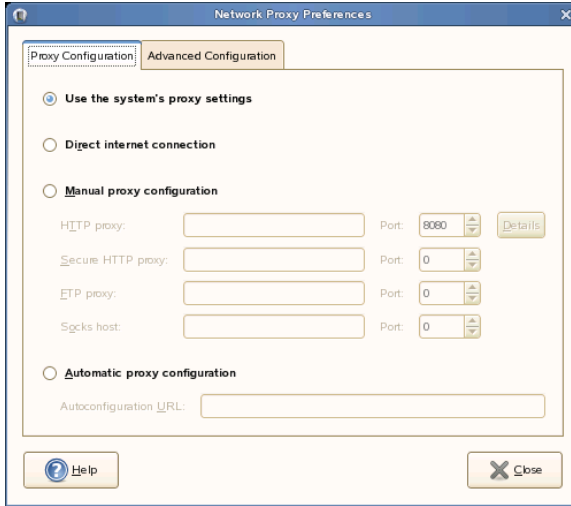 Network Proxy Preferences
Proxy Configuration Advanced Configuration
Use the system's proxy settings
Direct internet connection
Manual proxy configuration
HTTP proxy: Port: 8080 Details
Secure HTTP proxy: Port: 0
FTP proxy: Port: 0
Socks host: Port: 0
Automatic proxy configuration
Autoconfiguration URL:
Help Close